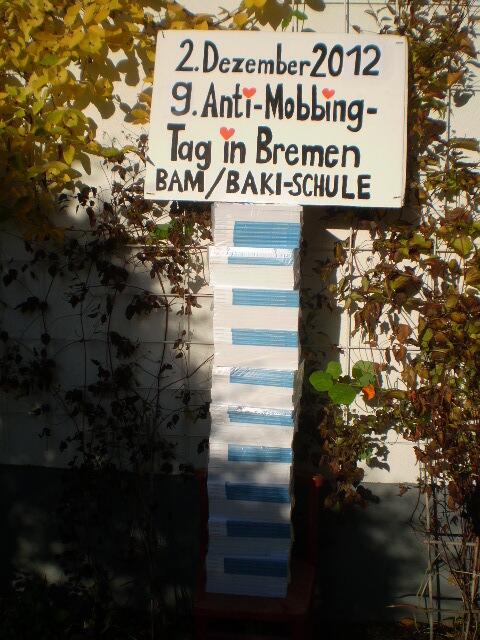 2. Dezember 2012
9. Anti-Mobbing-
Tag in Bremen
BAM/BAKI-SCHULE